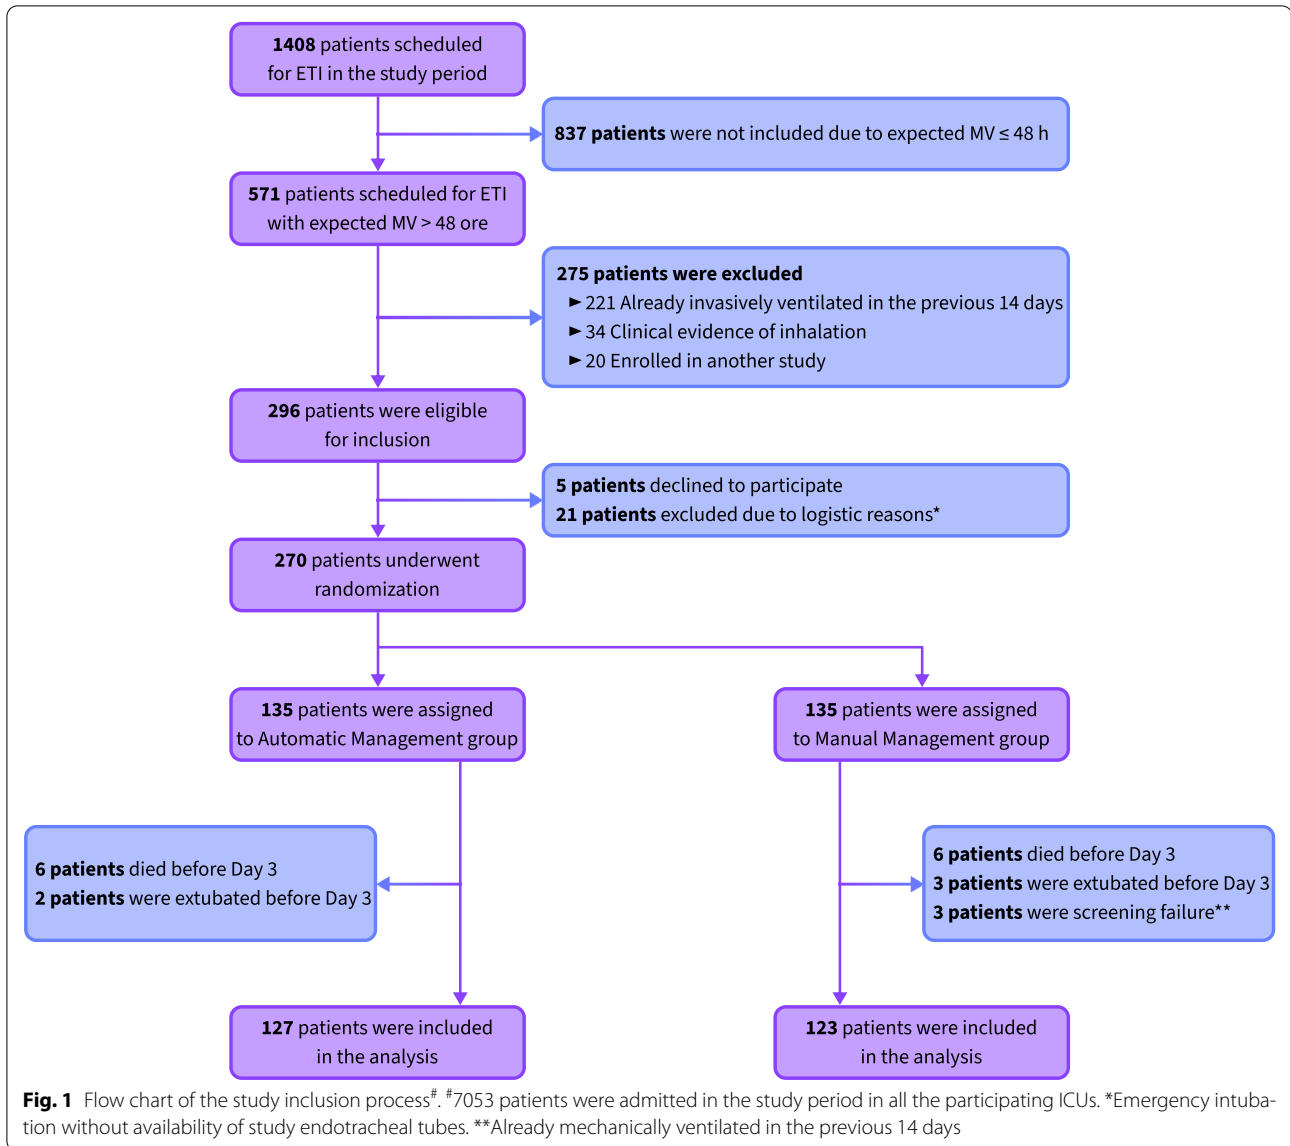 1408 patients scheduled
for ETI in the study period
837 patients were not included due to expected MV ≤ 48 h
571 patients scheduled for ETI
with expected MV > 48 ore
275 patients were excluded
► 221 Already invasively ventilated in the previous 14 days
► 34 Clinical evidence of inhalation
► 20 Enrolled in another study
296 patients were eligible
for inclusion
5 patients declined to participate
21 patients excluded due to logistic reasons*
270 patients underwent
randomization
135 patients were assigned
to Automatic Management group
135 patients were assigned
to Manual Management group
6 patients died before Day 3
2 patients were extubated before Day 3
6 patients died before Day 3
3 patients were extubated before Day 3
3 patients were screening failure**
127 patients were included
in the analysis
123 patients were included
in the analysis
Fig. 1 Flow chart of the study inclusion process#. #7053 patients were admitted in the study period in all the participating ICUs. *Emergency intuba-
tion without availability of study endotracheal tubes. **Already mechanically ventilated in the previous 14 days